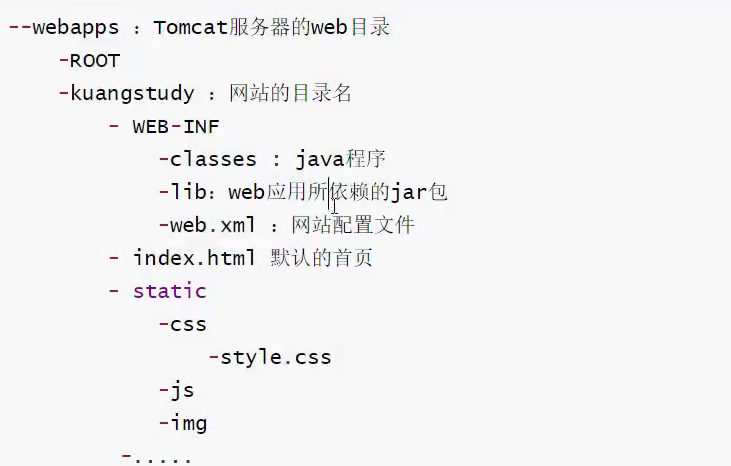 --webapps ：Tomcat服务器的web目录
-ROOT
-kuangstudy ：网站的目录名
- WEB-INF
-classes : java程序
-lib：web应用所依赖的jar包
-web.xml ：网站配置文件
- index.html 默认的首页
- static
-css
-style.css
-js
-img
-.....